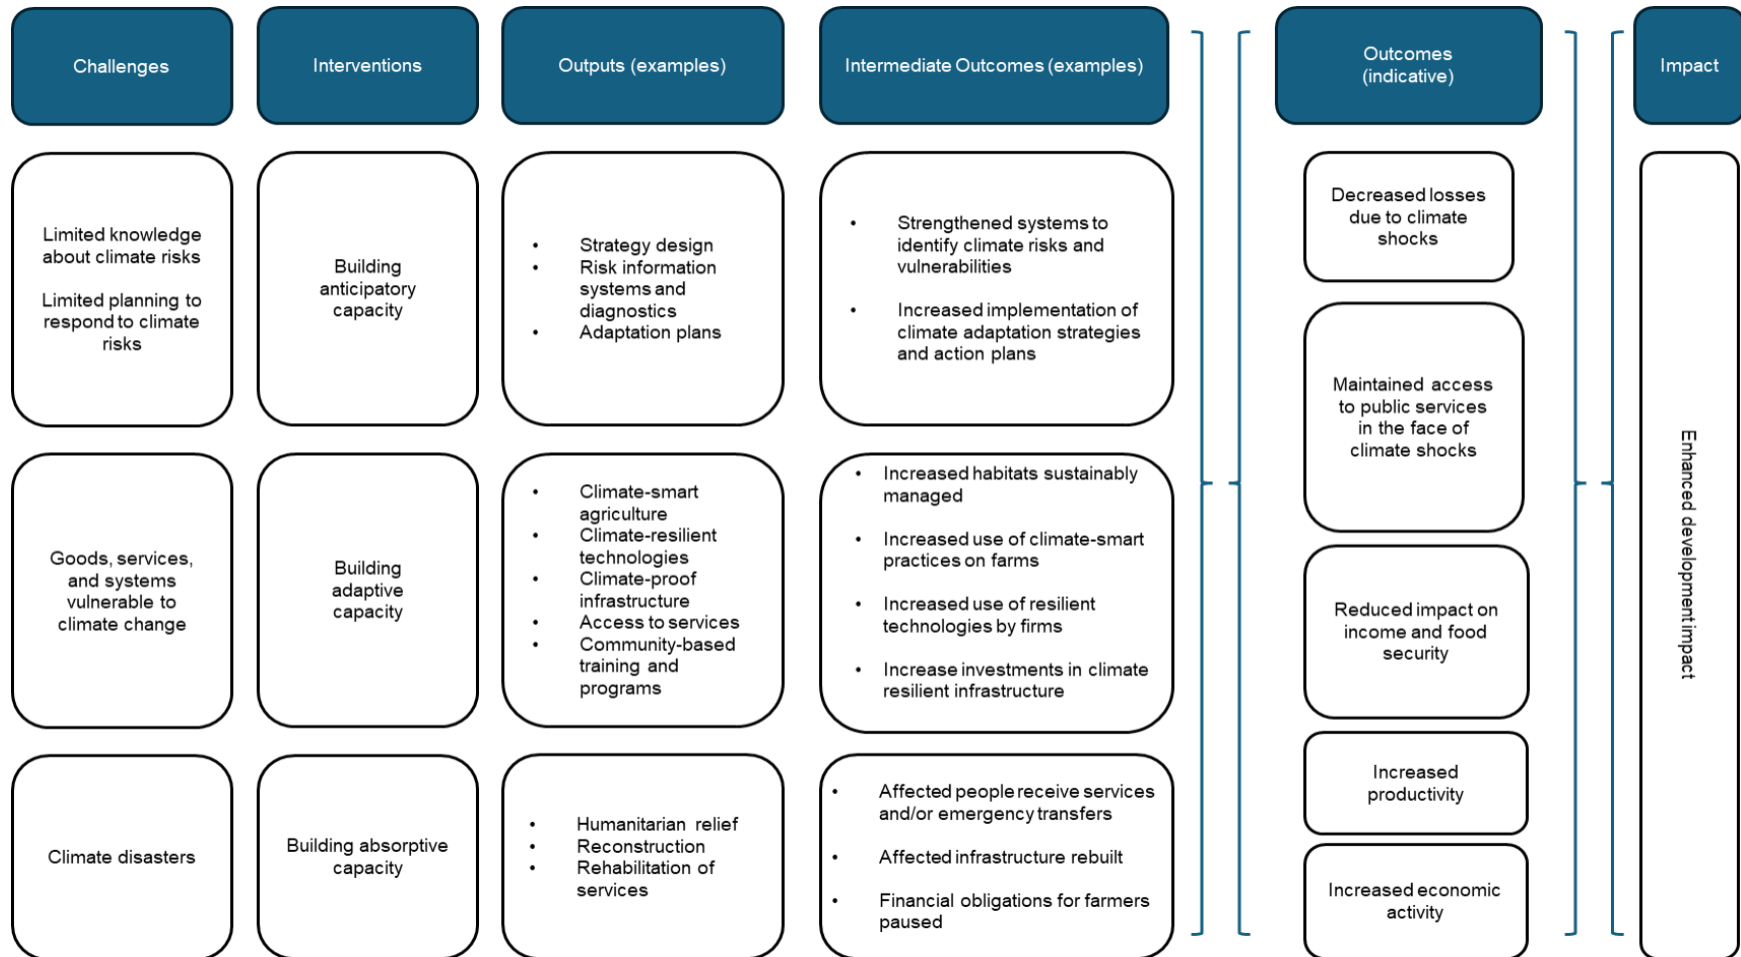 Challenges
Interventions
Outputs (examples)
Intermediate Outcomes (examples)
Outcomes
(indicative)
Impact
Limited knowledge
about climate risks
Limited planning to
respond to climate
risks
Building
anticipatory
capacity
• Strategy design
• Risk information
systems and
diagnostics
• Adaptation plans
• Strengthened systems to
identify climate risks and
vulnerabilities
• Increased implementation of
climate adaptation strategies
and action plans
Goods, services,
and systems
vulnerable to
climate change
Building
adaptive
capacity
• Climate-smart
agriculture
• Climate-resilient
technologies
• Climate-proof
infrastructure
• Access to services
• Community-based
training and
programs
• Increased habitats sustainably
managed
• Increased use of climate-smart
practices on farms
• Increased use of resilient
technologies by firms
• Increase investments in climate
resilient infrastructure
Climate disasters
Building absorptive
capacity
• Humanitarian relief
• Reconstruction
• Rehabilitation of
services
• Affected people receive services
and/or emergency transfers
• Affected infrastructure rebuilt
• Financial obligations for farmers
paused
Decreased losses
due to climate
shocks
Maintained access
to public services
in the face of
climate shocks
Reduced impact on
income and food
security
Increased
productivity
Increased economic
activity
Enhanced development impact